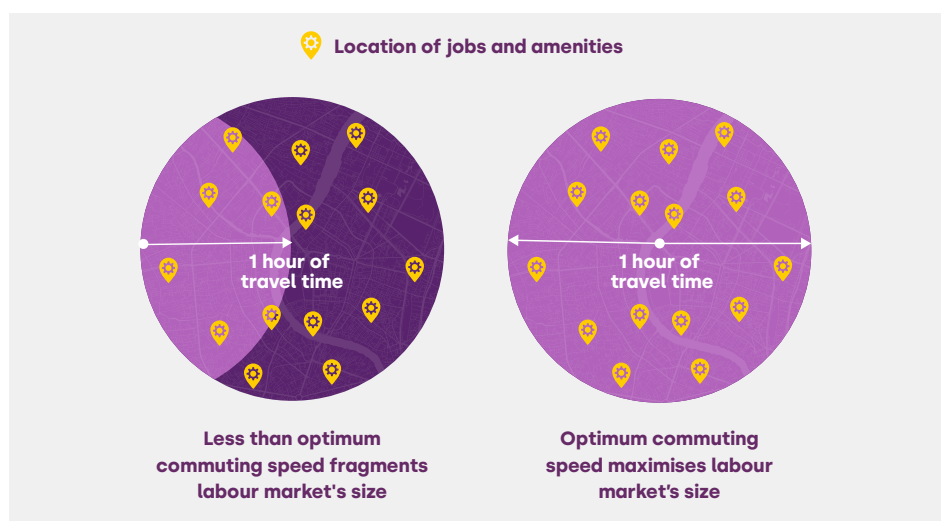 Location of jobs and amenities
1 hour of
travel time
1 hour of
travel time
Less than optimum
commuting speed fragments
labour market's size
Optimum commuting
speed maximises labour
market’s size